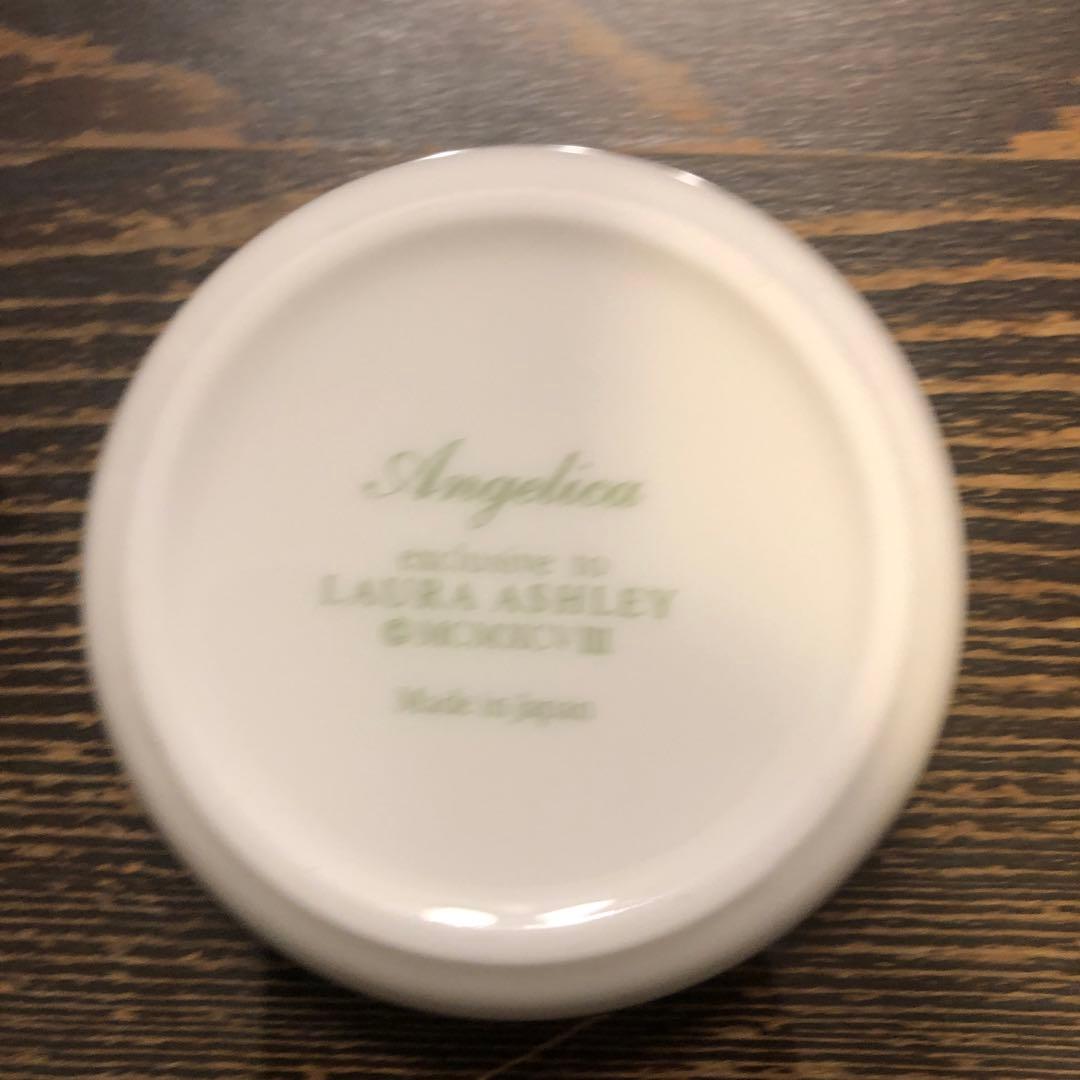 Angelica
exclusive to
LAURA ASHLEY
©MCMXCVIII
Made in Japan